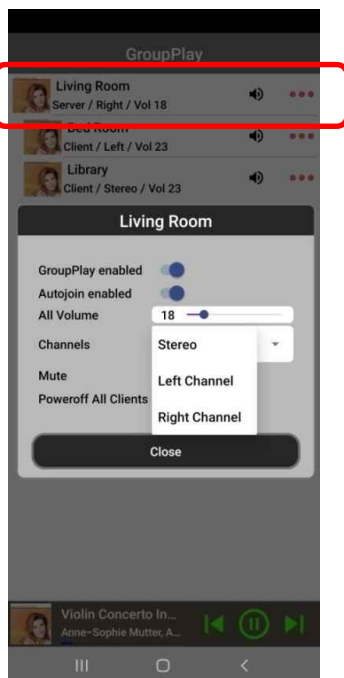 GroupPlay
Living Room
Server / Right / Vol 18
Bed Room
Client / Left / Vol 23
Library
Client / Stereo / Vol 23
Living Room
GroupPlay enabled
Autojoin enabled
All Volume 18
Channels
Stereo
Left Channel
Right Channel
Mute
Poweroff All Clients
Close
Violin Concerto In...
Anne-Sophie Mutter, A...